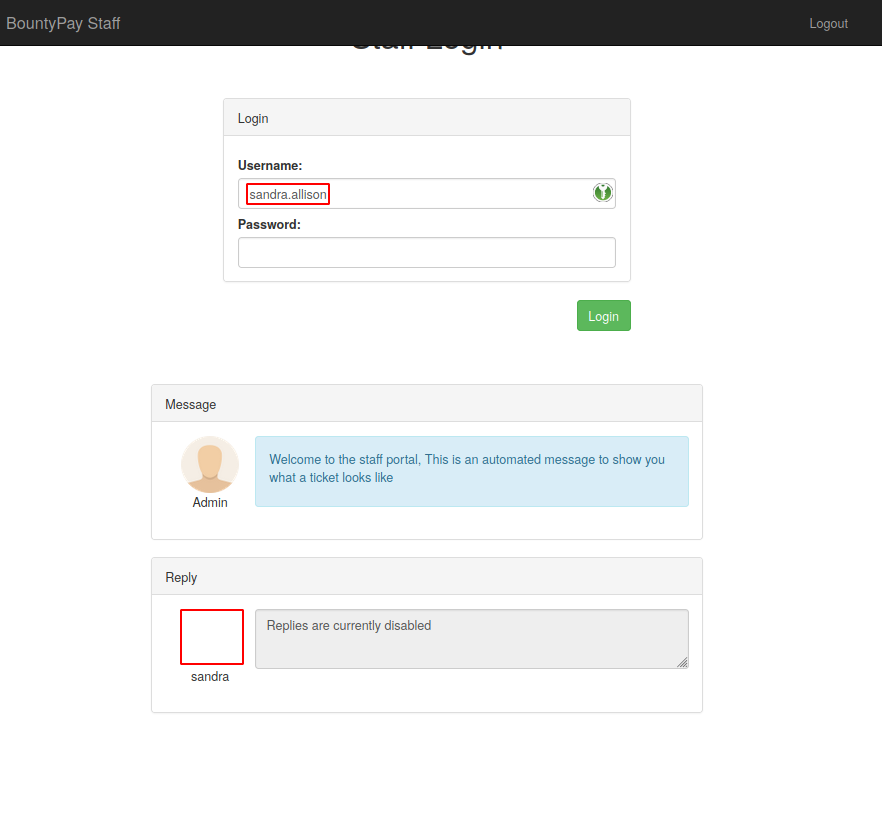 BountyPay Staff
Logout
Staff Login
Login
Username:
sandra.allison
Password:
Login
Message
Welcome to the staff portal, This is an automated message to show you
what a ticket looks like
Admin
Reply
Replies are currently disabled
sandra